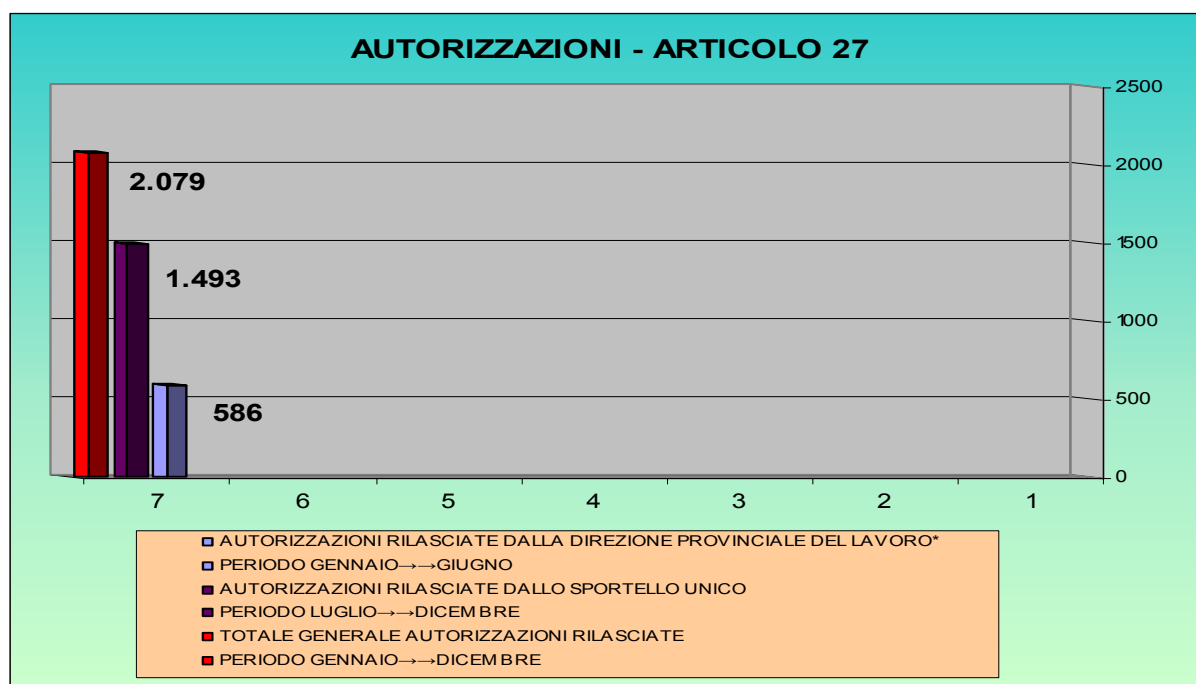 AUTORIZZAZIONI - ARTICOLO 27
2500
2000
1500
1000
500
0
2.079
1.493
586
7 6 5 4 3 2 1
AUTORIZZAZIONI RILASCIATE DALLA DIREZIONE PROVINCIALE DEL LAVORO*
PERIODO GENNAIO→→GIUGNO
AUTORIZZAZIONI RILASCIATE DALLO SPORTELLO UNICO
PERIODO LUGLIO→→DICEMBRE
TOTALE GENERALE AUTORIZZAZIONI RILASCIATE
PERIODO GENNAIO→→DICEMBRE